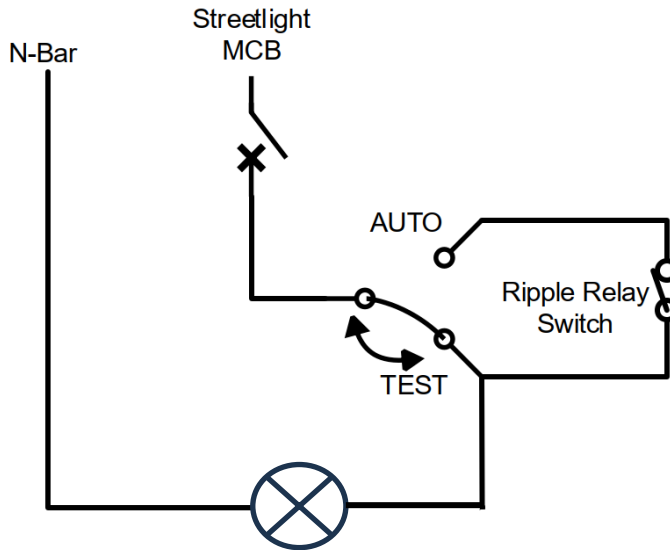 Streetlight
MCB
N-Bar
AUTO
Ripple Relay
Switch
TEST